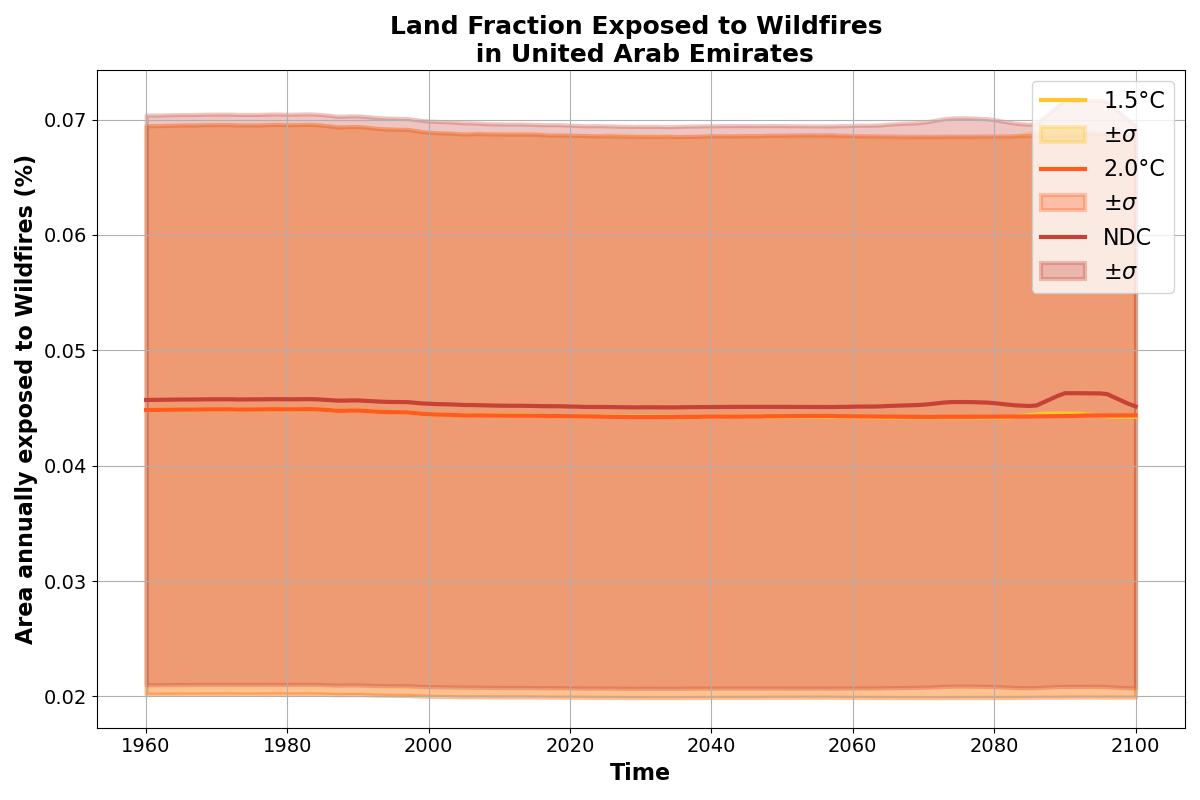 Land Fraction Exposed to Wildfires
in United Arab Emirates
Area annually exposed to Wildfires (%)
0.07
0.06
0.05
0.04
0.03
0.02
1960
1980
2000
2020
2040
2060
2080
2100
Time
1.5°C
±σ
2.0°C
±σ
NDC
±σ